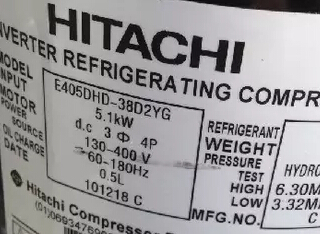 HITACHI
VERTER REFRIGERATING COMPR
MODEL E405DHD-38D2YG
INPUT 5.1kW
MOTOR d.c 3 Φ 4P
POWER SOURCE 130-400 V
60-180Hz
OIL CHARGE 0.5L
DATE 101218 C
REFRIGERANT
WEIGHT
PRESSURE HYDRO
TEST
HIGH 6.30M
LOW 3.32M
MFG.NO. C
Hitachi Compressor